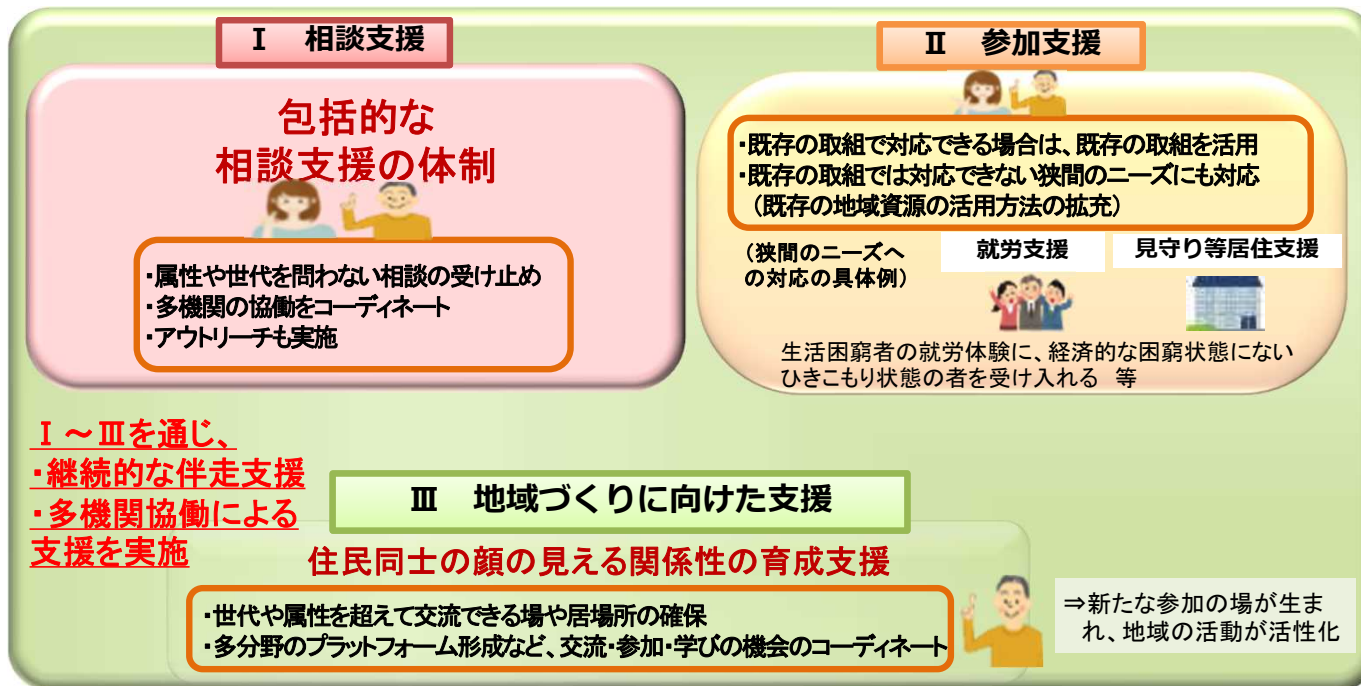 Ⅰ 相談支援
包括的な
相談支援の体制
・属性や世代を問わない相談の受け止め
・多機関の協働をコーディネート
・アウトリーチも実施
Ⅱ 参加支援
・既存の取組で対応できる場合は、既存の取組を活用
・既存の取組では対応できない狭間のニーズにも対応
（既存の地域資源の活用方法の拡充）
（狭間のニーズへ
の対応の具体例）
就労支援
見守り等居住支援
生活困窮者の就労体験に、経済的な困窮状態にない
ひきこもり状態の者を受け入れる 等
Ⅰ～Ⅲを通じ、
・継続的な伴走支援
・多機関協働による
支援を実施
Ⅲ 地域づくりに向けた支援
住民同士の顔の見える関係性の育成支援
・世代や属性を超えて交流できる場や居場所の確保
・多分野のプラットフォーム形成など、交流・参加・学びの機会のコーディネート
⇒新たな参加の場が生ま
れ、地域の活動が活性化